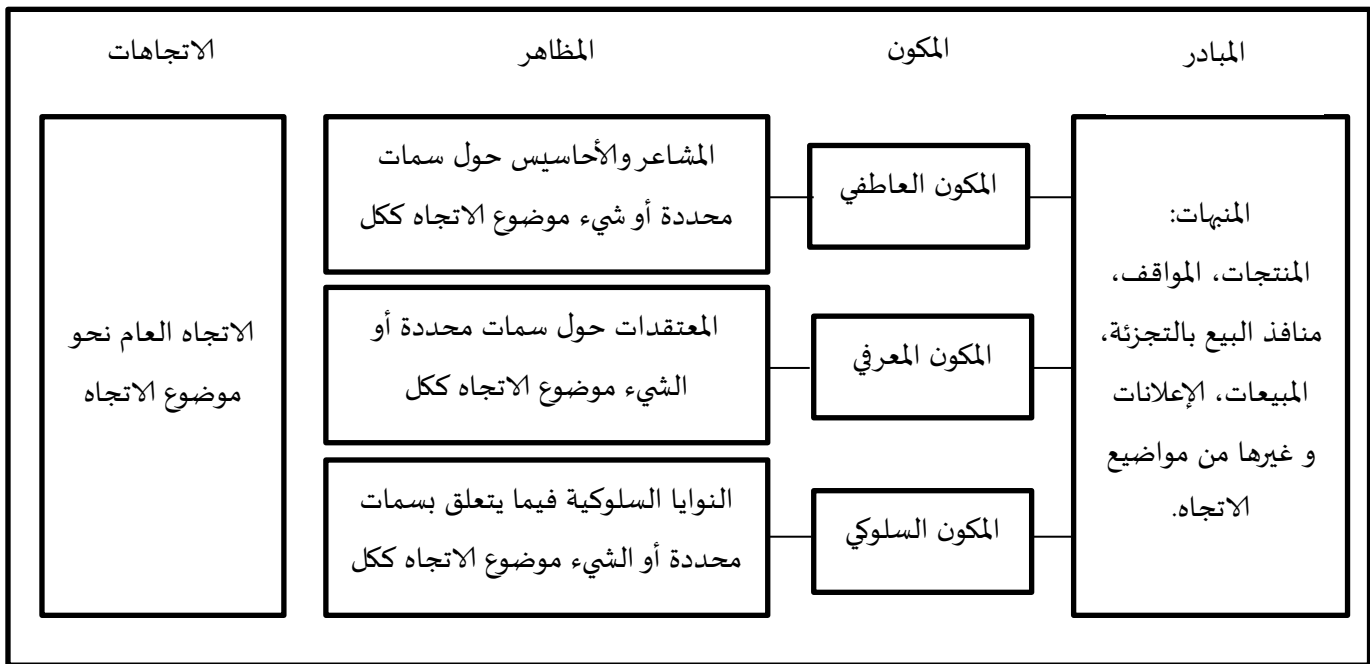 المبادر
المكون
المظاهر
الاتجاهات
المنبهات:
المنتجات، المواقف،
منافذ البيع بالتجزئة،
المبيعات، الإعلانات
و غيرها من مواضيع
الاتجاه.
المكون العاطفي
المشاعر والأحاسيس حول سمات
محددة أو شيء موضوع الاتجاه ككل
المكون المعرفي
المعتقدات حول سمات محددة أو
الشيء موضوع الاتجاه ككل
المكون السلوكي
النوايا السلوكية فيما يتعلق بسمات
محددة أو الشيء موضوع الاتجاه ككل
الاتجاه العام نحو
موضوع الاتجاه